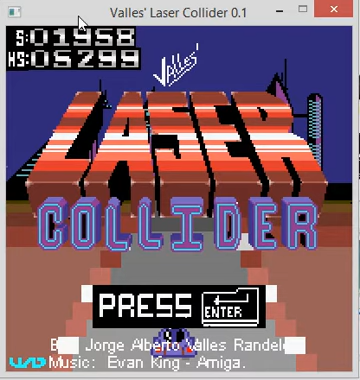 Valles' Laser Collider 0.1
S:01958
HS:05299
Valles'
LASER
COLLIDER
PRESS ENTER
Jorge Alberto Valles Randele
Music: Evan King - Amiga.